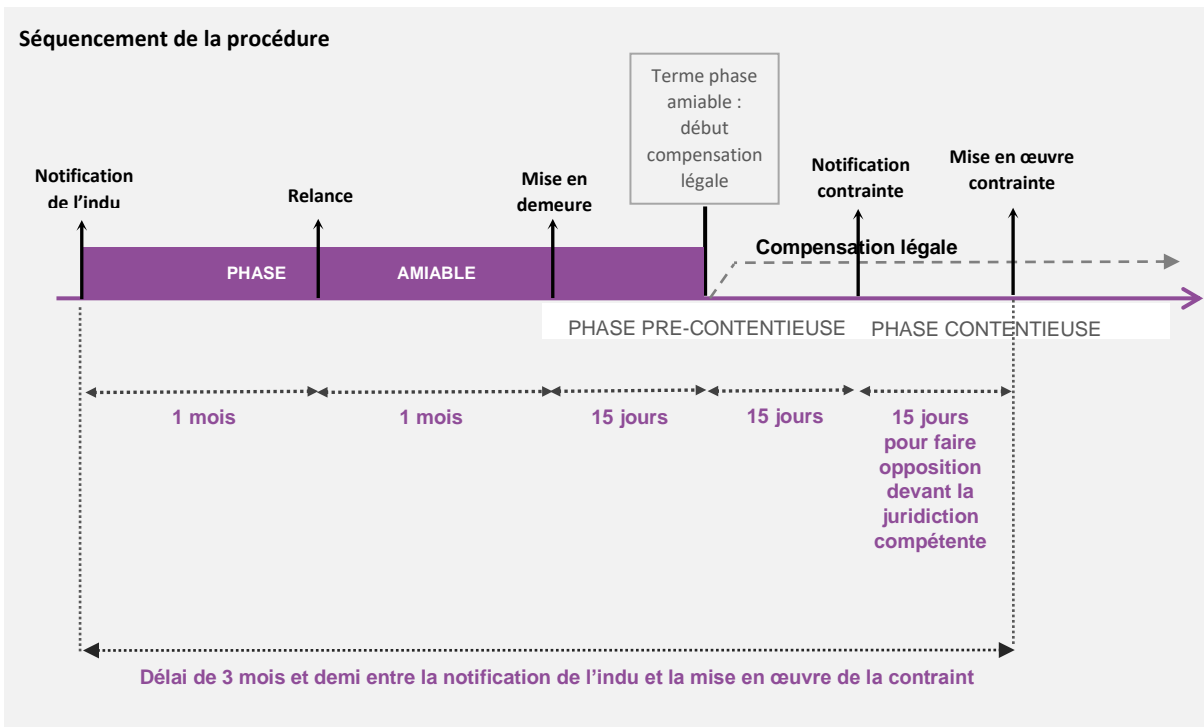 Séquencement de la procédure
Terme phase
amiable :
début
compensation
légale
Notification
de l'indu
Relance
Mise en
demeure
Notification
contrainte
Mise en œuvre
contrainte
Compensation légale
PHASE
AMIABLE
PHASE PRE-CONTENTIEUSE
PHASE CONTENTIEUSE
1 mois
1 mois
15 jours
15 jours
15 jours
pour faire
opposition
devant la
juridiction
compétente
Délai de 3 mois et demi entre la notification de l'indu et la mise en œuvre de la contraint